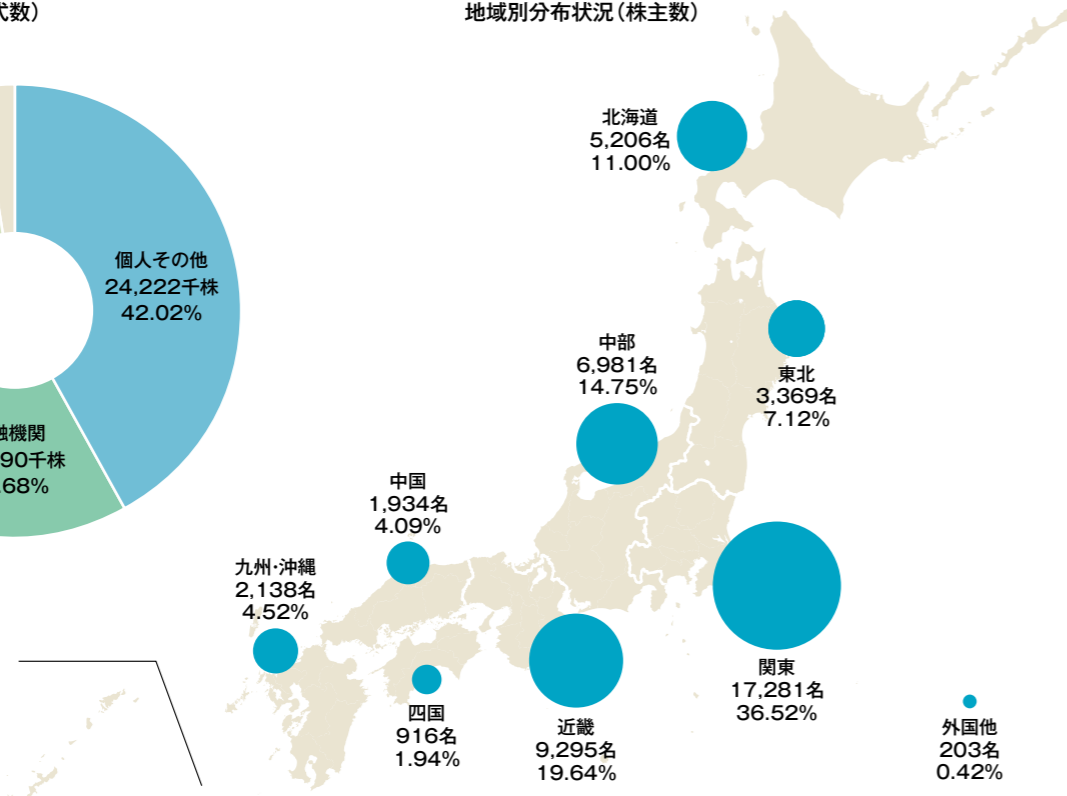 式数）
個人その他
24,222千株
42.02%
融機関
90千株
.68%
地域別分布状況（株主数）
北海道
5,206名
11.00%
東北
3,369名
7.12%
中部
6,981名
14.75%
中国
1,934名
4.09%
九州・沖縄
2,138名
4.52%
四国
916名
1.94%
近畿
9,295名
19.64%
関東
17,281名
36.52%
外国他
203名
0.42%